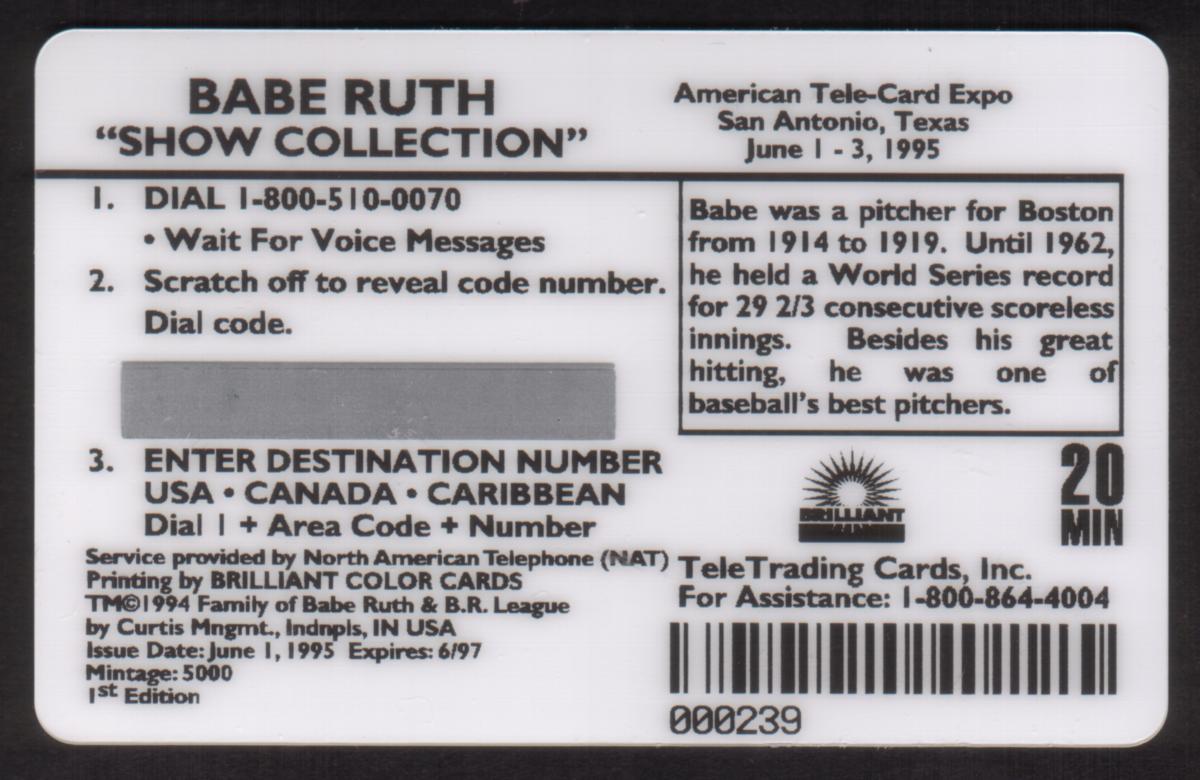 BABE RUTH
“SHOW COLLECTION”
American Tele-Card Expo
San Antonio, Texas
June 1 - 3, 1995
1. DIAL 1-800-510-0070
• Wait For Voice Messages
2. Scratch off to reveal code number.
Dial code.
Babe was a pitcher for Boston
from 1914 to 1919. Until 1962,
he held a World Series record
for 29 2/3 consecutive scoreless
innings. Besides his great
hitting, he was one of
baseball's best pitchers.
3. ENTER DESTINATION NUMBER
USA • CANADA • CARIBBEAN
Dial 1 + Area Code + Number
BRILLIANT
20
MIN
Service provided by North American Telephone (NAT)
Printing by BRILLIANT COLOR CARDS
TM©1994 Family of Babe Ruth & B.R. League
by Curtis Mngmt., Indnpls, IN USA
Issue Date: June 1, 1995 Expires: 6/97
Mintage: 5000
1st Edition
TeleTrading Cards, Inc.
For Assistance: 1-800-864-4004
000239